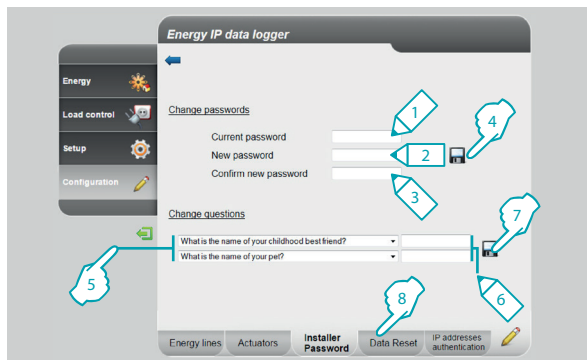 Energy IP data logger
Energy
Load control
Setup
Configuration
Change passwords
Current password
New password
Confirm new password
1
2
3
4
Change questions
What is the name of your childhood best friend?
What is the name of your pet?
5
6
7
8
Energy lines
Actuators
Installer
Password
Data Reset
IP addresses
authentication